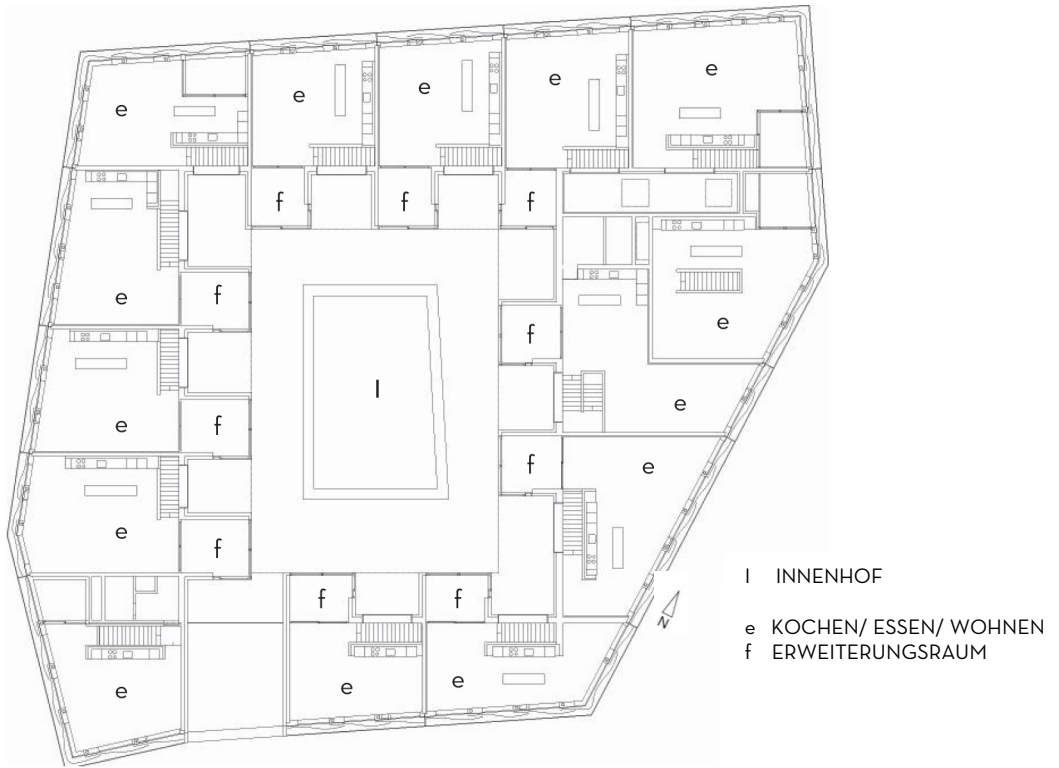 e e e e e
f f f
e e
f f
e
I
f e
e f
f e
e f
e f f
e e e
N
I INNENHOF
e KOCHEN/ ESSEN/ WOHNEN
f ERWEITERUNGSRAUM